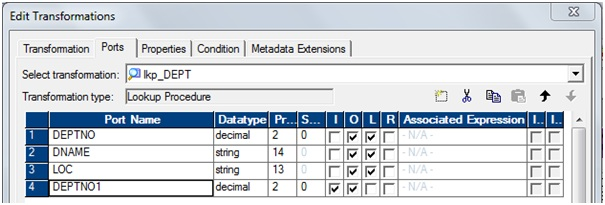 Edit Transformations
Transformation Ports Properties Condition Metadata Extensions
Select transformation: lkp_DEPT
Transformation type: Lookup Procedure
Port Name Datatype Pr... S... I O L R Associated Expression I... I...
1 DEPTNO decimal 2 0 - N/A -
2 DNAME string 14 0 - N/A -
3 LOC string 13 0 - N/A -
4 DEPTNO1 decimal 2 0 - N/A -